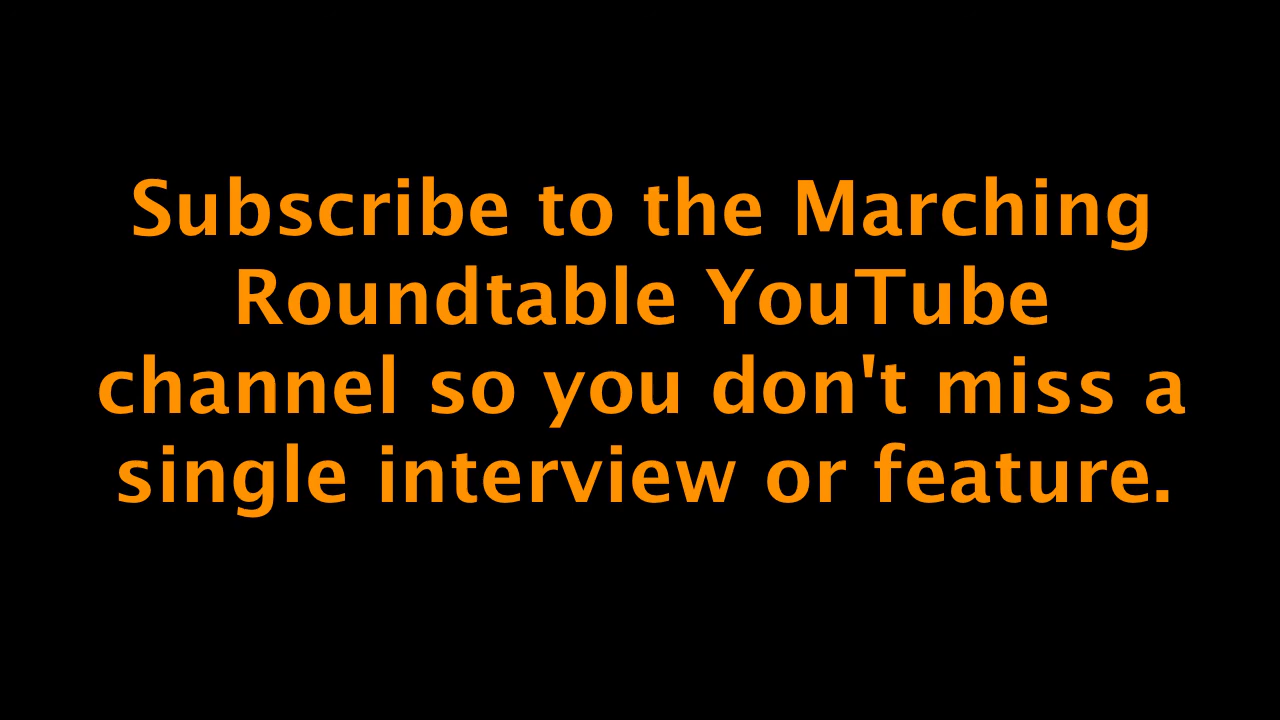 Subscribe to the Marching
Roundtable YouTube
channel so you don't miss a
single interview or feature.